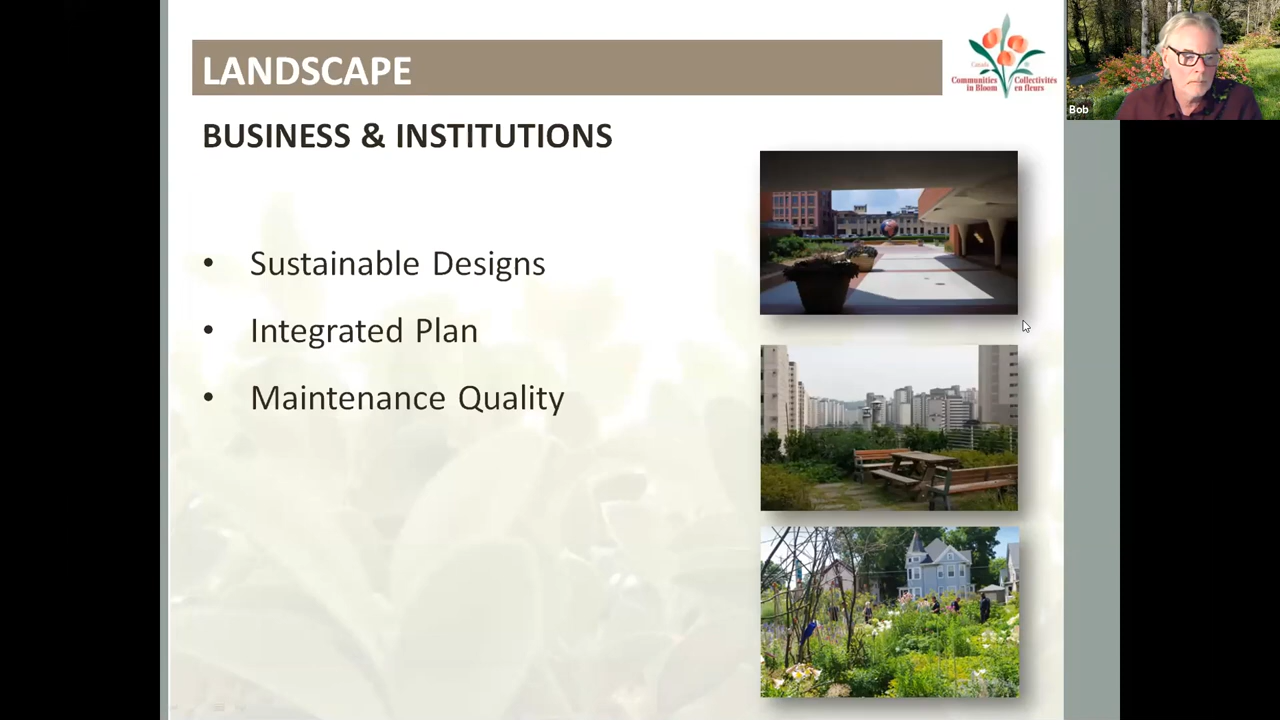 LANDSCAPE
Communities in Bloom
Collectivités en fleurs
Bob
BUSINESS & INSTITUTIONS
• Sustainable Designs
• Integrated Plan
• Maintenance Quality